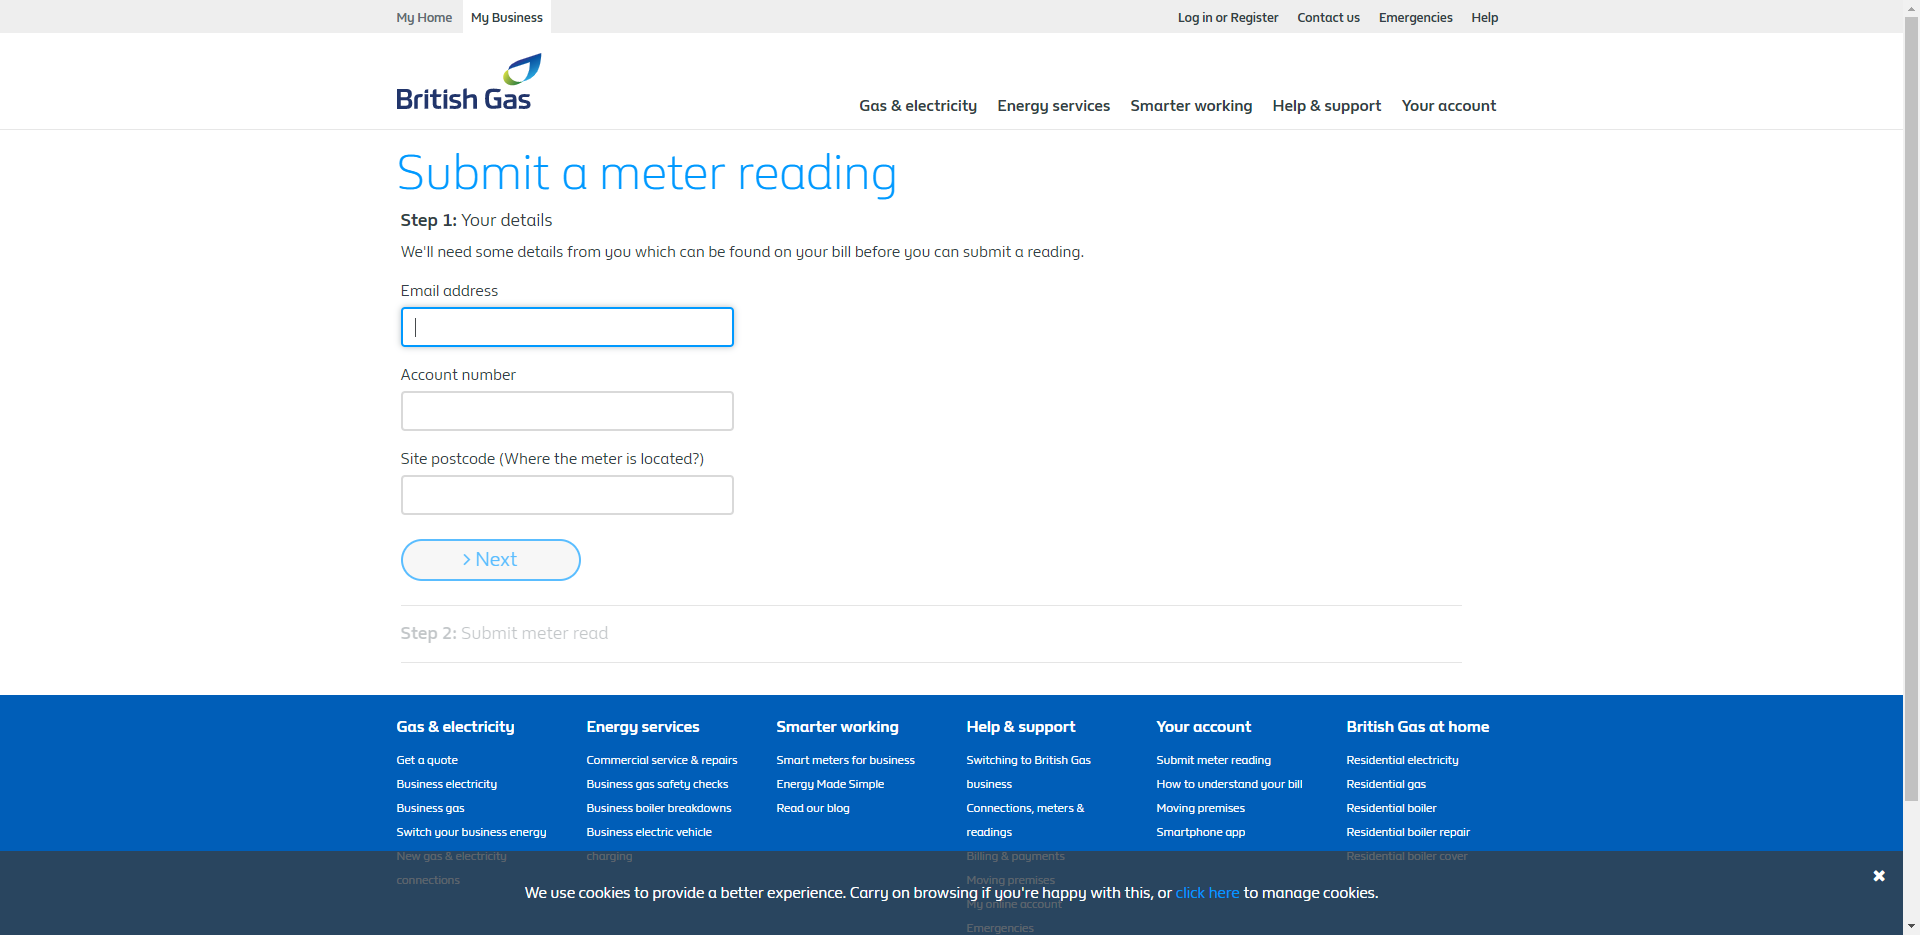 My Home My Business Log in or Register Contact us Emergencies Help
British Gas
Gas & electricity Energy services Smarter working Help & support Your account
Submit a meter reading
Step 1: Your details
We'll need some details from you which can be found on your bill before you can submit a reading.
Email address
Account number
Site postcode (Where the meter is located?)
> Next
Step 2: Submit meter read
Gas & electricity
Get a quote
Business electricity
Business gas
Switch your business energy
New gas & electricity
connections
Energy services
Commercial service & repairs
Business gas safety checks
Business boiler breakdowns
Business electric vehicle
charging
Smarter working
Smart meters for business
Energy Made Simple
Read our blog
Help & support
Switching to British Gas
business
Connections, meters &
readings
Billing & payments
Moving premises
My online account
Emergencies
Your account
Submit meter reading
How to understand your bill
Moving premises
Smartphone app
British Gas at home
Residential electricity
Residential gas
Residential boiler
Residential boiler repair
Residential boiler cover
We use cookies to provide a better experience. Carry on browsing if you're happy with this, or click here to manage cookies.